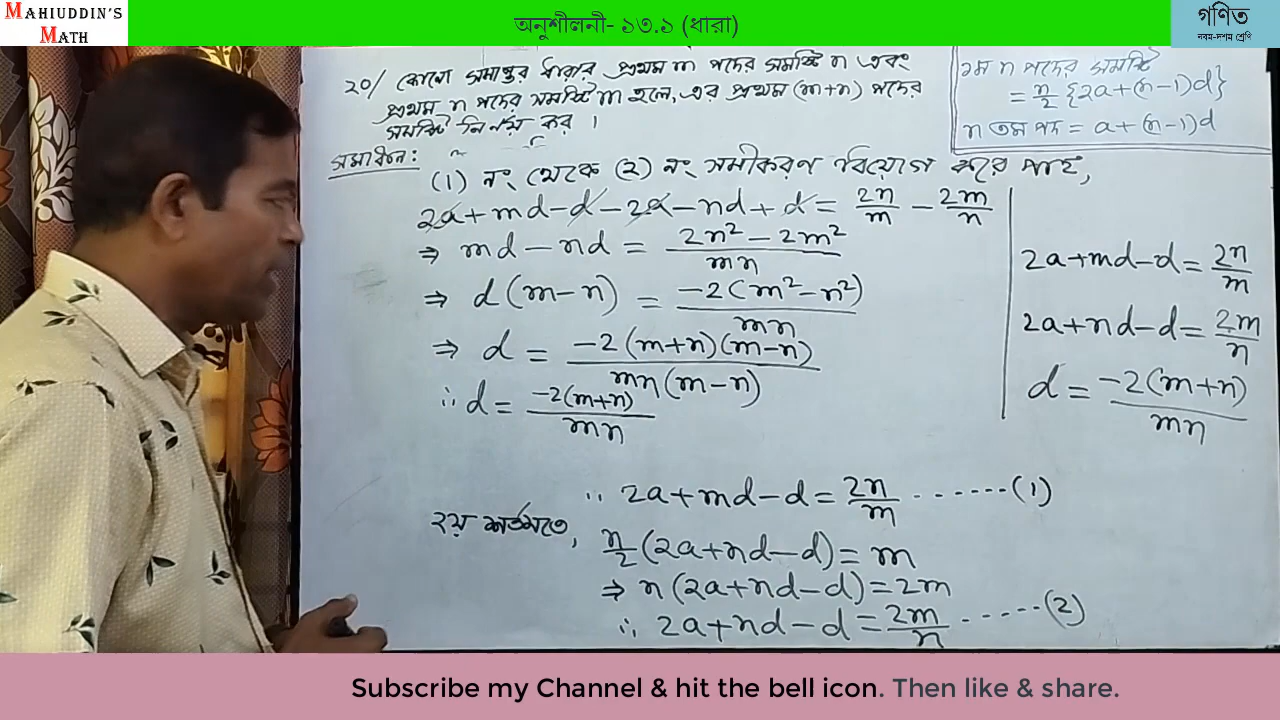 MAHIUDDIN'S
MATH
অনুশীলনী- ১৩.১ (ধারা)
গণিত
নবম-দশম শ্রেণি
২০/ কোনো সমান্তর ধারার প্রথম m পদের সমষ্টি n এবং
প্রথম n পদের সমষ্টি m হলে, এর প্রথম (m+n) পদের
সমষ্টি নির্ণয় কর।
১ম n পদের সমষ্টি
= n/2 {2a+(n-1)d}
n তম পদ = a+(n-1)d
সমাধান:
(1) নং থেকে (2) নং সমীকরণ বিয়োগ করে পাই,
2a+md-d-2a-nd+d = 2n/m - 2m/n
⇒ md-nd = (2n²-2m²)/mn
⇒ d(m-n) = -2(m²-n²)/mn
⇒ d = -2(m+n)(m-n)/mn(m-n)
∴ d = -2(m+n)/mn
2a+md-d = 2n/m
2a+nd-d = 2m/n
d = -2(m+n)/mn
∴ 2a+md-d = 2n/m ......(1)
২য় শর্তমতে,
n/2 (2a+nd-d) = m
⇒ n(2a+nd-d) = 2m
∴ 2a+nd-d = 2m/n ......(2)
Subscribe my Channel & hit the bell icon. Then like & share.